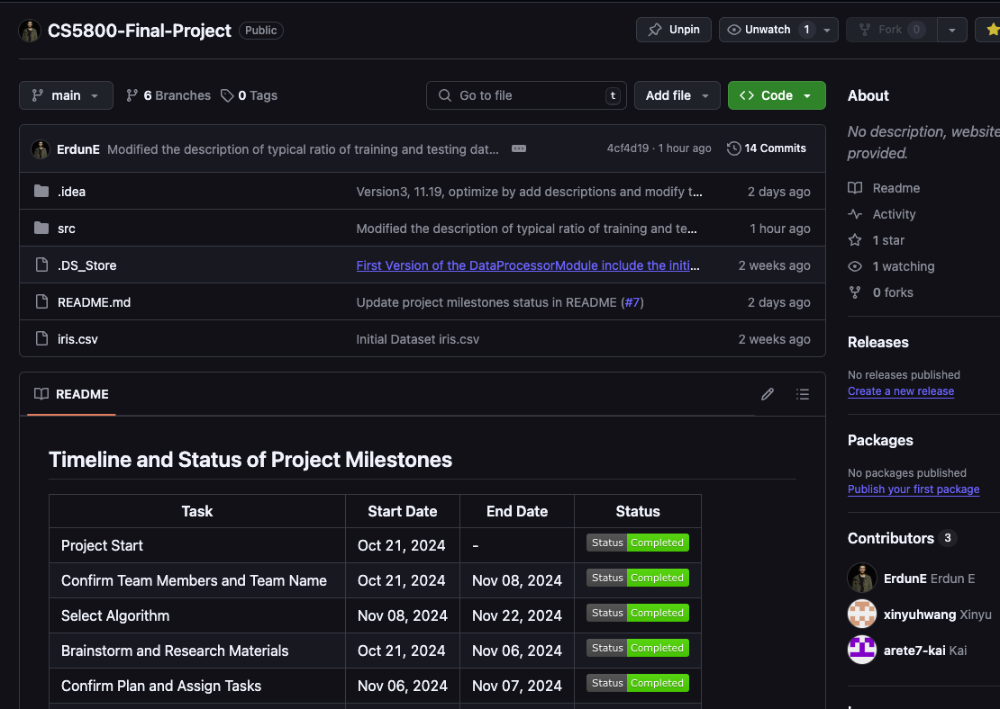 CS5800-Final-Project Public
Unpin Unwatch 1 Fork 0
main 6 Branches 0 Tags Go to file t Add file Code
ErdunE Modified the description of typical ratio of training and testing dat... 4cf4d19 · 1 hour ago 14 Commits
.idea Version3, 11.19, optimize by add descriptions and modify t... 2 days ago
src Modified the description of typical ratio of training and te... 1 hour ago
.DS_Store First Version of the DataProcessorModule include the initi... 2 weeks ago
README.md Update project milestones status in README (#7) 2 days ago
iris.csv Initial Dataset iris.csv 2 weeks ago
README
Timeline and Status of Project Milestones
Task Start Date End Date Status
Project Start Oct 21, 2024 - Status Completed
Confirm Team Members and Team Name Oct 21, 2024 Nov 08, 2024 Status Completed
Select Algorithm Nov 08, 2024 Nov 22, 2024 Status Completed
Brainstorm and Research Materials Oct 21, 2024 Nov 06, 2024 Status Completed
Confirm Plan and Assign Tasks Nov 06, 2024 Nov 07, 2024 Status Completed
About
No description, website
provided.
Readme
Activity
1 star
1 watching
0 forks
Releases
No releases published
Create a new release
Packages
No packages published
Publish your first package
Contributors 3
ErdunE Erdun E
xinyuhwang Xinyu
arete7-kai Kai